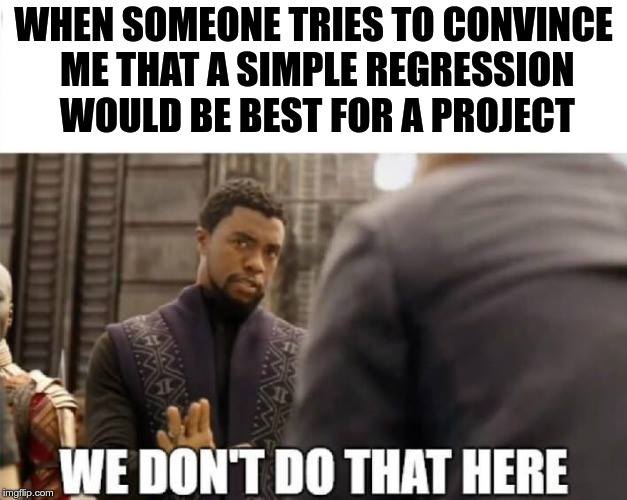 WHEN SOMEONE TRIES TO CONVINCE
ME THAT A SIMPLE REGRESSION
WOULD BE BEST FOR A PROJECT
WE DON'T DO THAT HERE
imgflip.com